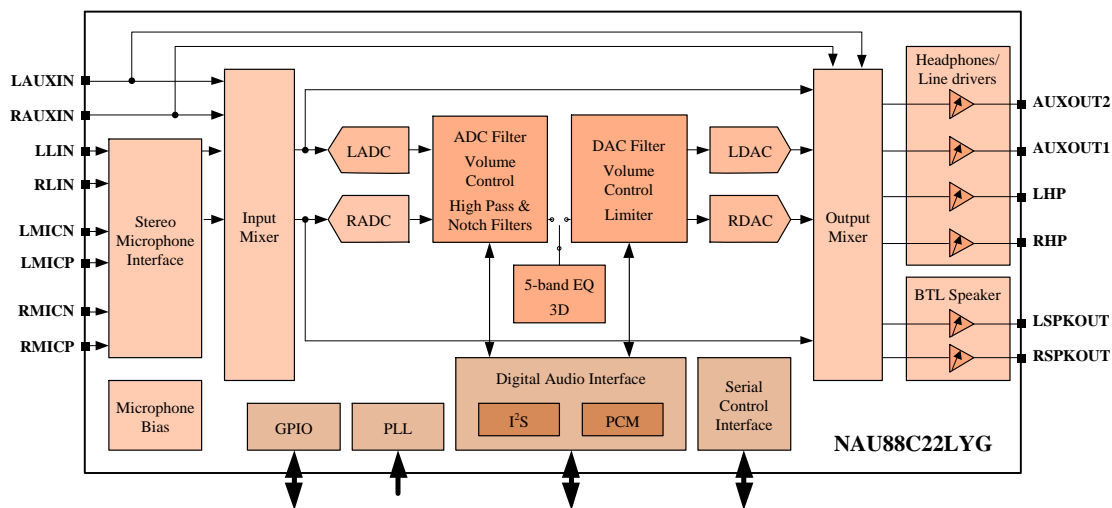 LAUXIN
RAUXIN
LLIN
RLIN
LMICN
LMICP
RMICN
RMICP
Stereo
Microphone
Interface
Microphone
Bias
Input
Mixer
LADC
RADC
ADC Filter
Volume
Control
High Pass &
Notch Filters
5-band EQ
3D
DAC Filter
Volume
Control
Limiter
LDAC
RDAC
Output
Mixer
Headphones/
Line drivers
BTL Speaker
AUXOUT2
AUXOUT1
LHP
RHP
LSPKOUT
RSPKOUT
GPIO
PLL
Digital Audio Interface
I²S
PCM
Serial
Control
Interface
NAU88C22LYG